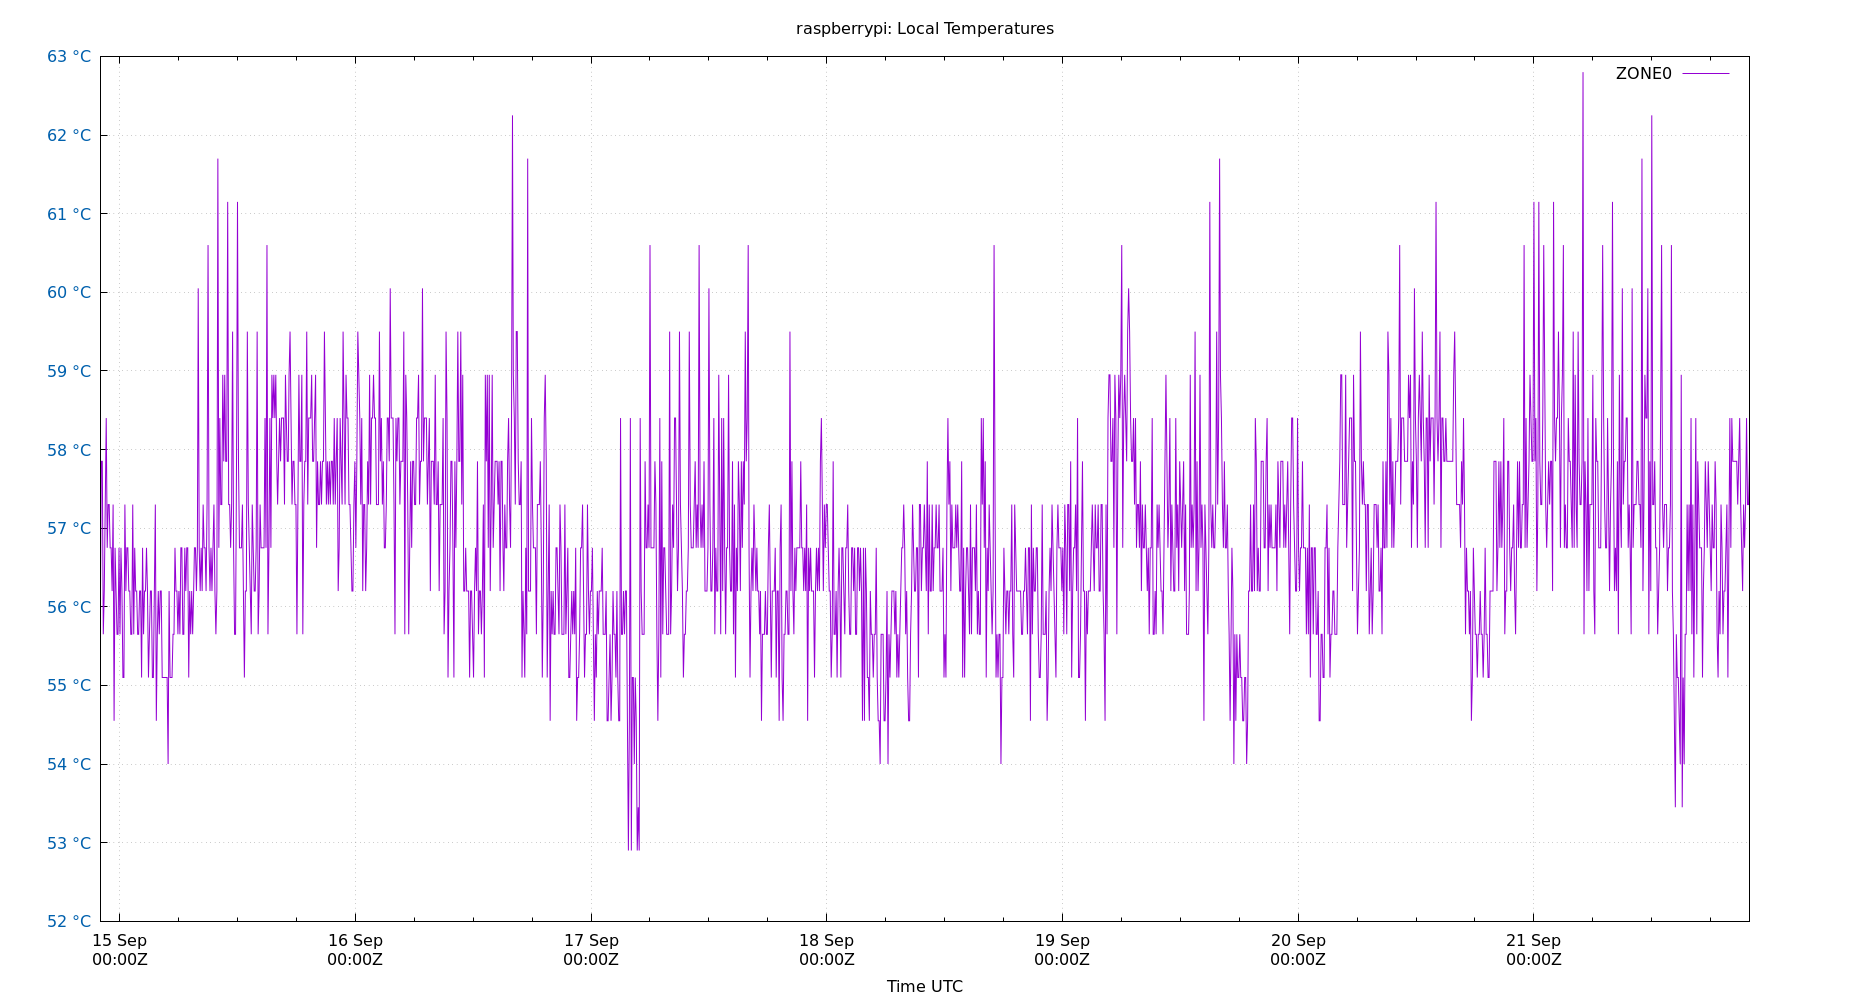 raspberrypi: Local Temperatures
63 °C
ZONE0
62 °C
61 °C
60 °C
59 °C
58 °C
57 °C
56 °C
55 °C
54 °C
53 °C
52 °C
15 Sep 16 Sep 17 Sep 18 Sep 19 Sep 20 Sep 21 Sep
00:00Z 00:00Z 00:00Z 00:00Z 00:00Z 00:00Z 00:00Z
Time UTC